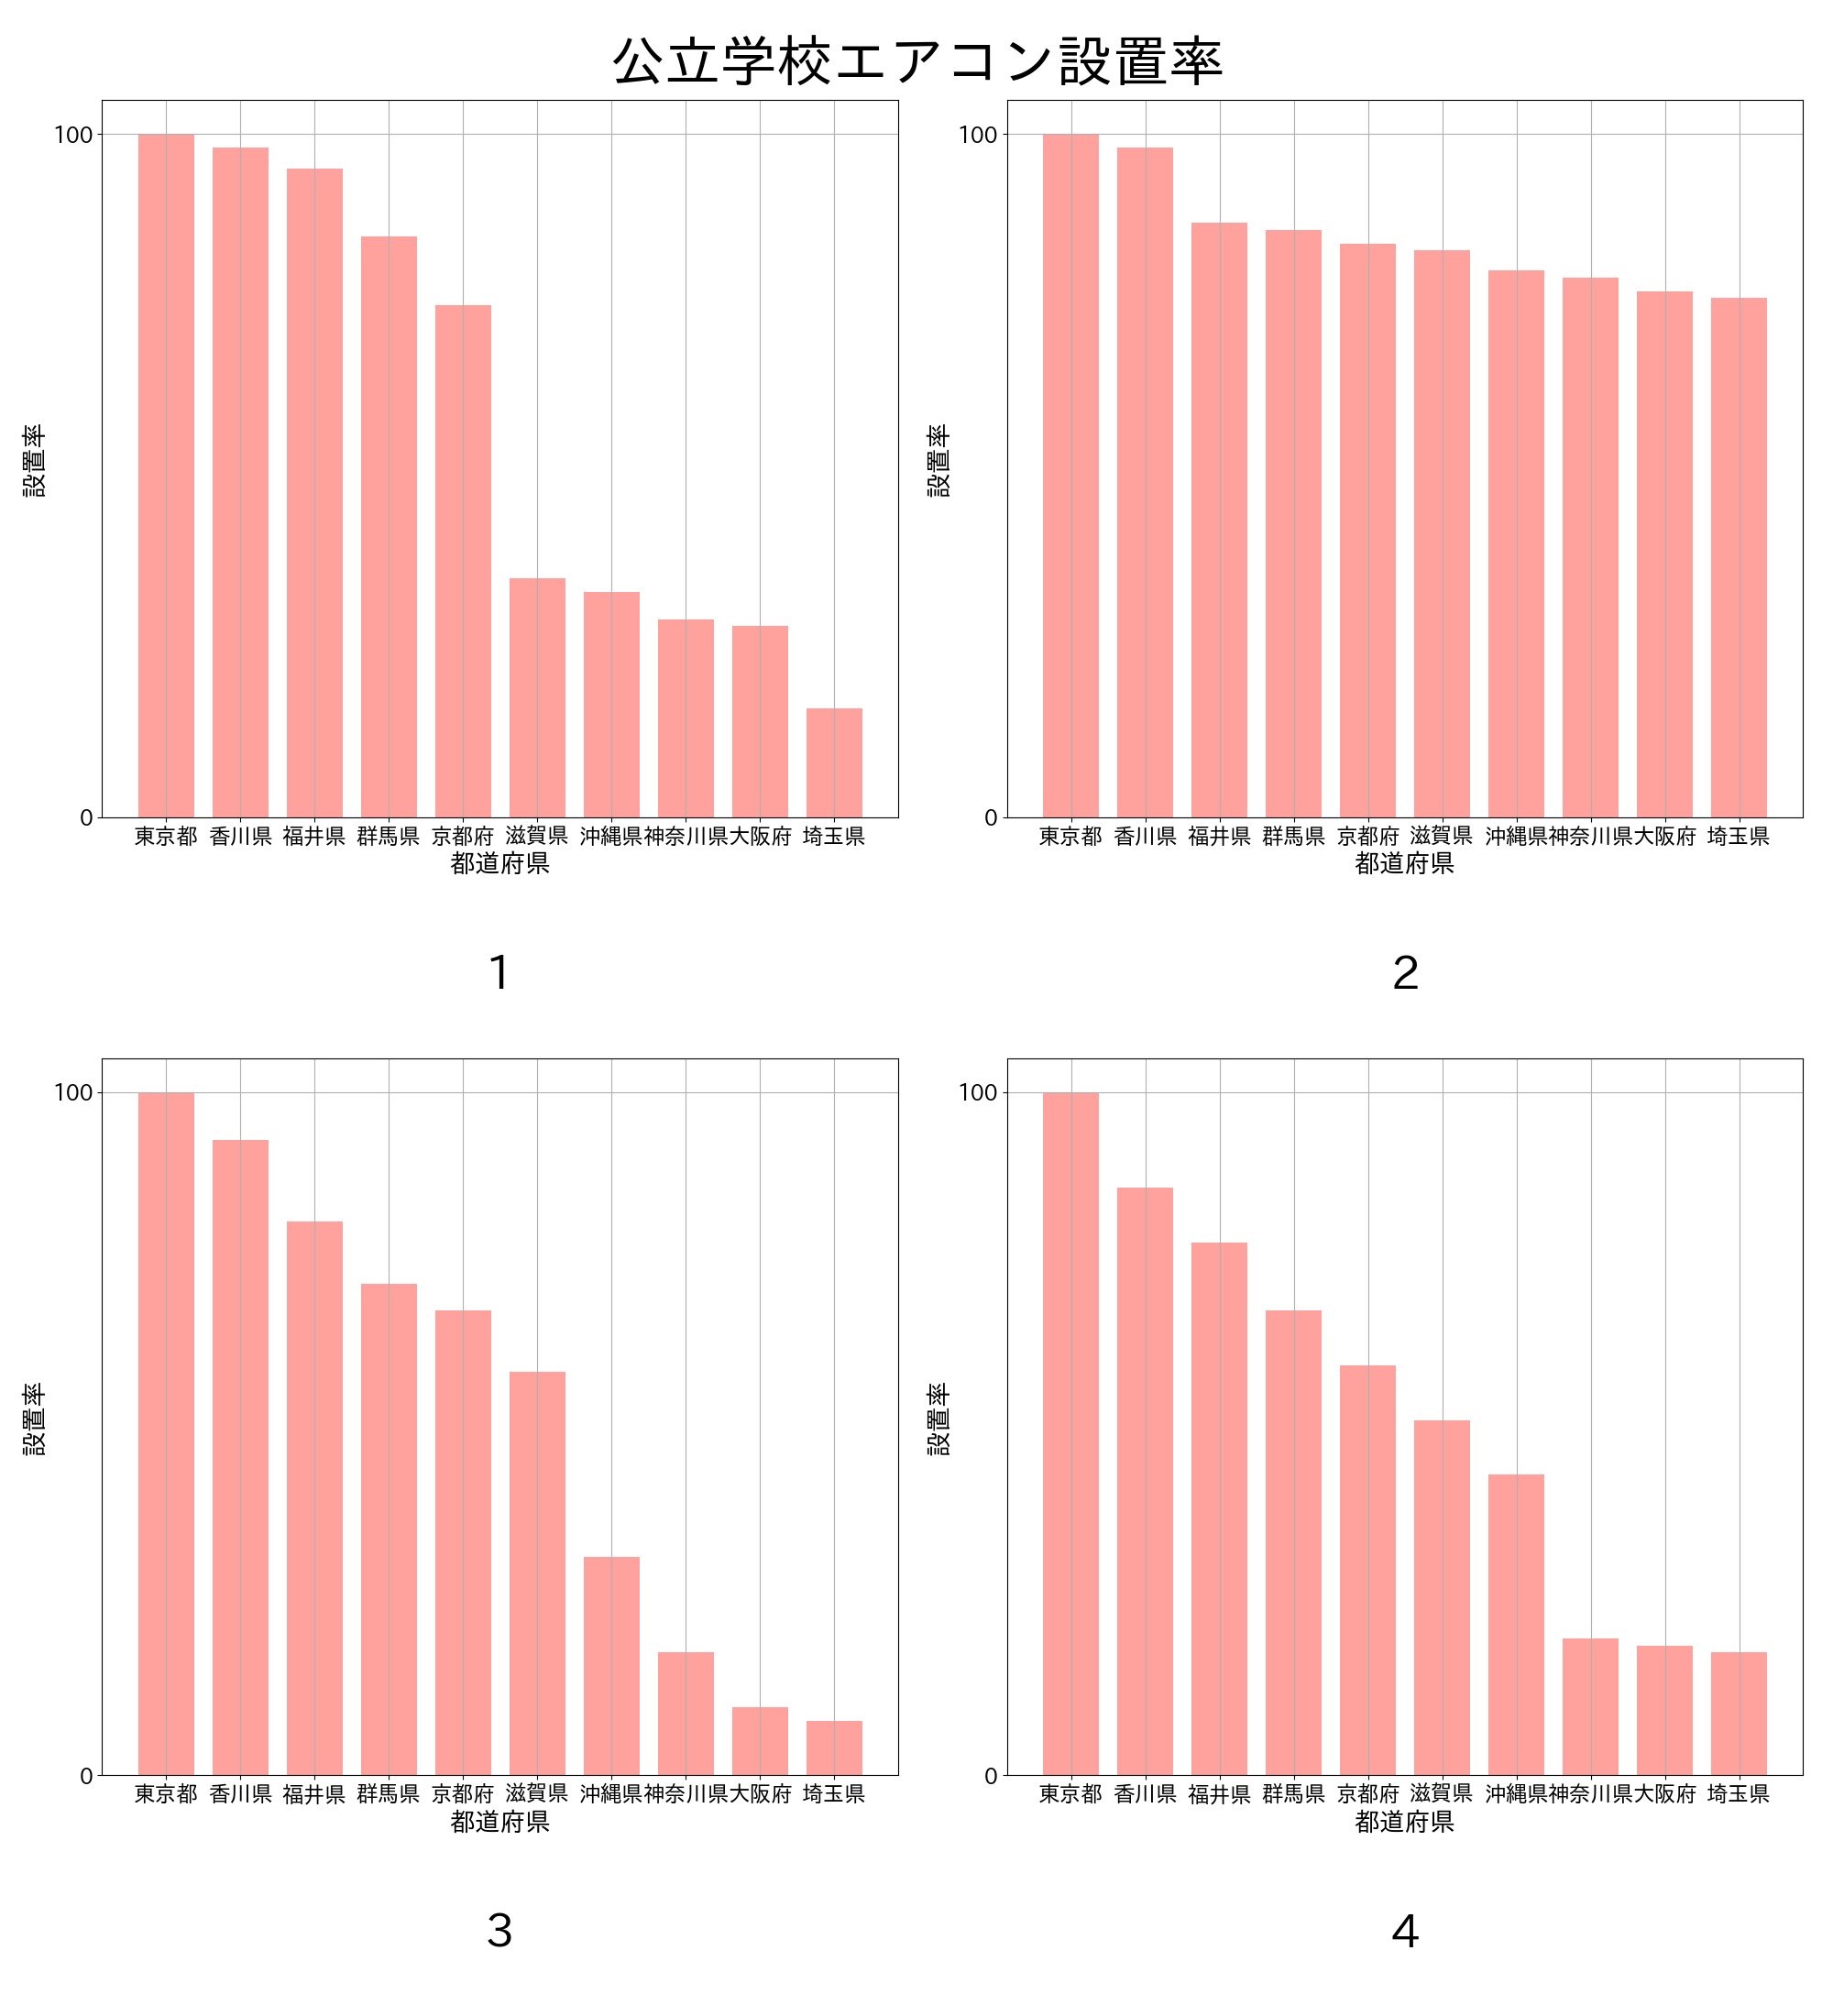 公立学校エアコン設置率
100
0
設置率
東京都 香川県 福井県 群馬県 京都府 滋賀県 沖縄県 神奈川県 大阪府 埼玉県
都道府県
1
100
0
設置率
東京都 香川県 福井県 群馬県 京都府 滋賀県 沖縄県 神奈川県 大阪府 埼玉県
都道府県
2
100
0
設置率
東京都 香川県 福井県 群馬県 京都府 滋賀県 沖縄県 神奈川県 大阪府 埼玉県
都道府県
3
100
0
設置率
東京都 香川県 福井県 群馬県 京都府 滋賀県 沖縄県 神奈川県 大阪府 埼玉県
都道府県
4